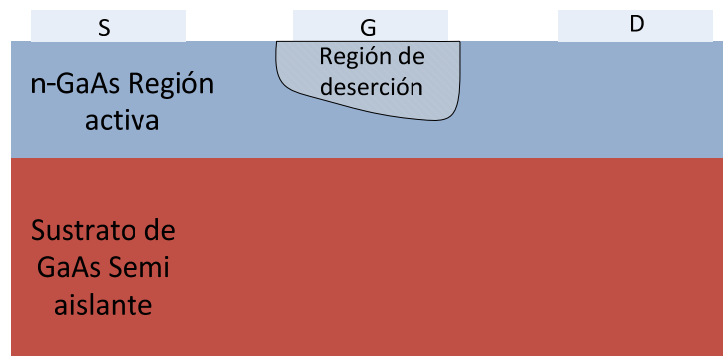 S
G
D
Región de
deserción
n-GaAs Región
activa
Sustrato de
GaAs Semi
aislante